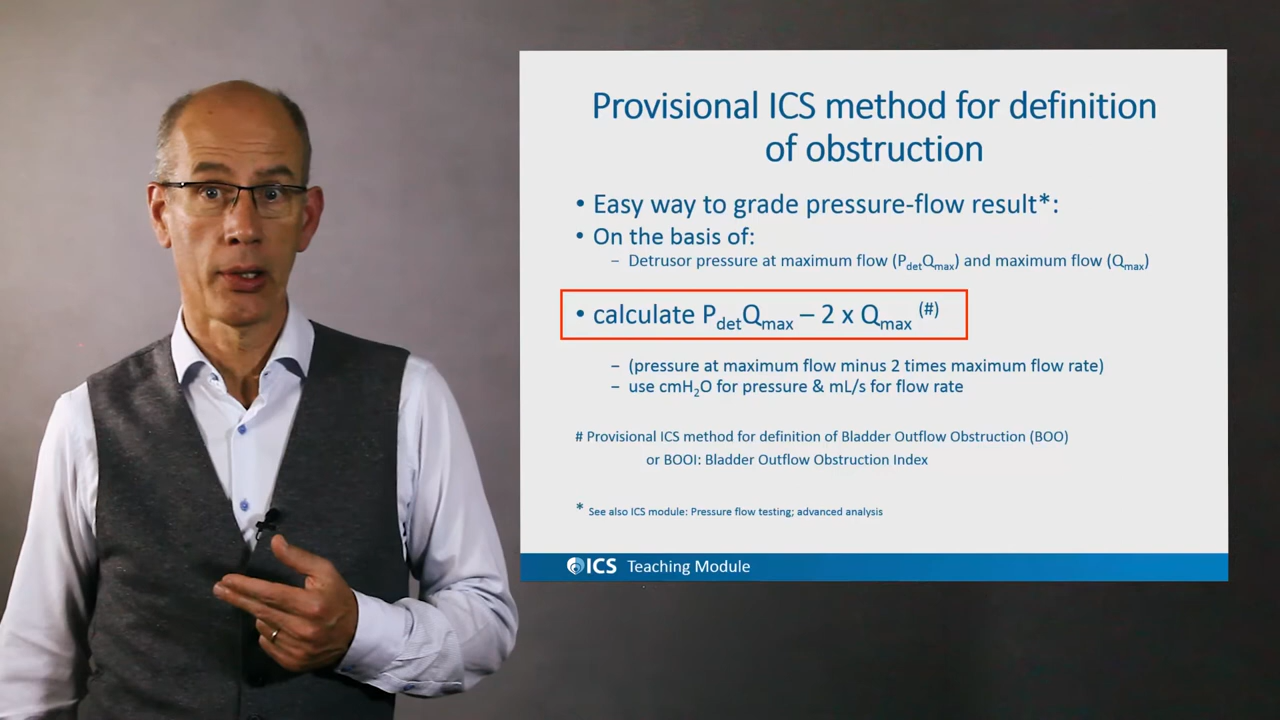 Provisional ICS method for definition
of obstruction
• Easy way to grade pressure-flow result*:
• On the basis of:
– Detrusor pressure at maximum flow (PdetQmax) and maximum flow (Qmax)
• calculate PdetQmax – 2 x Qmax (#)
– (pressure at maximum flow minus 2 times maximum flow rate)
– use cmH2O for pressure & mL/s for flow rate
# Provisional ICS method for definition of Bladder Outflow Obstruction (BOO)
or BOOI: Bladder Outflow Obstruction Index
* See also ICS module: Pressure flow testing; advanced analysis
ICS Teaching Module